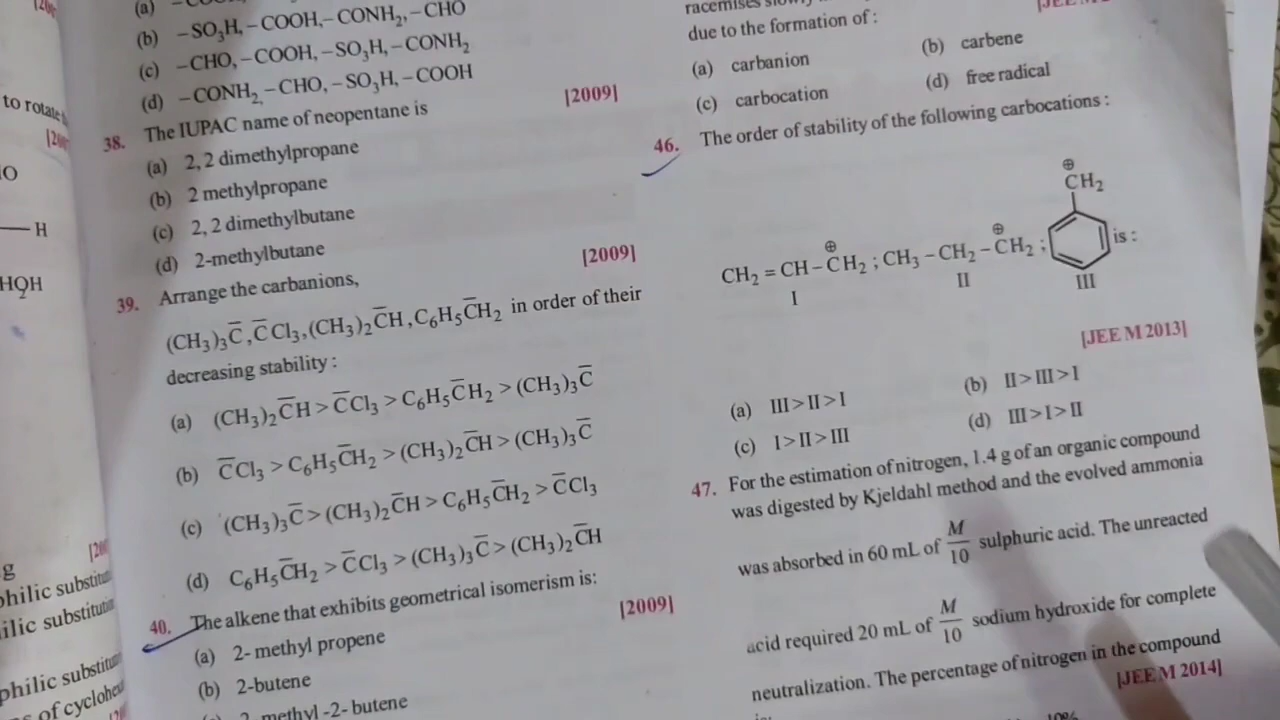 (a)
(b) –SO₃H, –COOH, –CONH₂, –CHO
(c) –CHO, –COOH, –SO₃H, –CONH₂
(d) –CONH₂, –CHO, –SO₃H, –COOH
38. The IUPAC name of neopentane is [2009]
(a) 2, 2 dimethylpropane
(b) 2 methylpropane
(c) 2, 2 dimethylbutane
(d) 2-methylbutane
39. Arrange the carbanions, [2009]
(CH₃)₃C̅, C̅Cl₃, (CH₃)₂C̅H, C₆H₅C̅H₂ in order of their
decreasing stability :
(a) (CH₃)₂C̅H > C̅Cl₃ > C₆H₅C̅H₂ > (CH₃)₃C̅
(b) C̅Cl₃ > C₆H₅C̅H₂ > (CH₃)₂C̅H > (CH₃)₃C̅
(c) (CH₃)₃C̅ > (CH₃)₂C̅H > C₆H₅C̅H₂ > C̅Cl₃
(d) C₆H₅C̅H₂ > C̅Cl₃ > (CH₃)₃C̅ > (CH₃)₂C̅H
40. The alkene that exhibits geometrical isomerism is:
[2009]
(a) 2- methyl propene
(b) 2-butene
methyl -2- butene
racemises
due to the formation of :
(a) carbanion (b) carbene
(c) carbocation (d) free radical
46. The order of stability of the following carbocations :
⊕
CH₂
CH₂ = CH – C⊕H₂ ; CH₃ – CH₂ – C⊕H₂ ; is :
I II III
[JEE M 2013]
(a) III > II > I (b) II > III > I
(c) I > II > III (d) III > I > II
47. For the estimation of nitrogen, 1.4 g of an organic compound
was digested by Kjeldahl method and the evolved ammonia
was absorbed in 60 mL of M/10 sulphuric acid. The unreacted
acid required 20 mL of M/10 sodium hydroxide for complete
neutralization. The percentage of nitrogen in the compound
[JEE M 2014]
10%
to rotate
O
— H
HOH
g
philic
philic